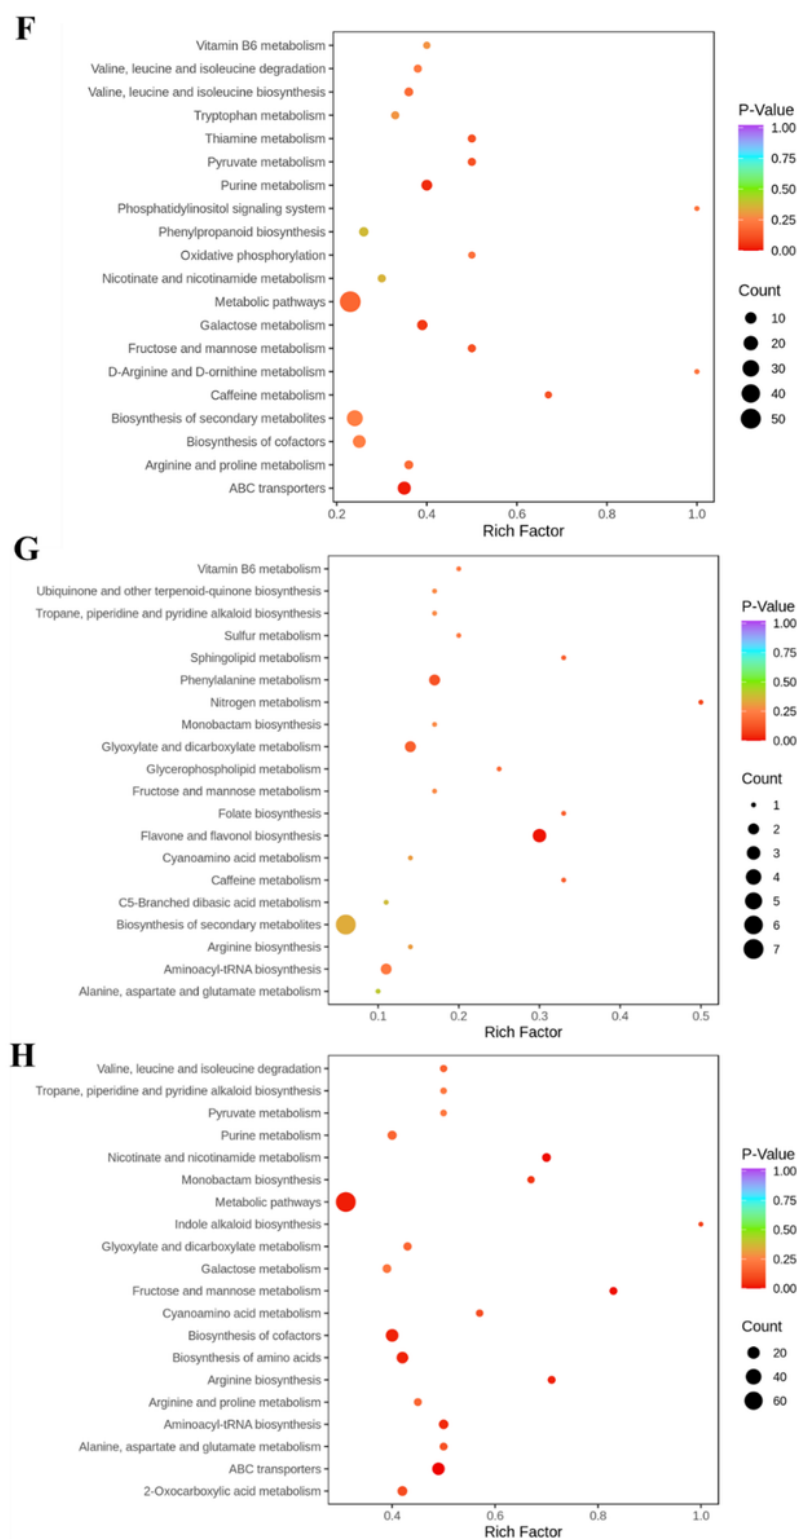 F
Vitamin B6 metabolism
Valine, leucine and isoleucine degradation
Valine, leucine and isoleucine biosynthesis
Tryptophan metabolism
Thiamine metabolism
Pyruvate metabolism
Purine metabolism
Phosphatidylinositol signaling system
Phenylpropanoid biosynthesis
Oxidative phosphorylation
Nicotinate and nicotinamide metabolism
Metabolic pathways
Galactose metabolism
Fructose and mannose metabolism
D-Arginine and D-ornithine metabolism
Caffeine metabolism
Biosynthesis of secondary metabolites
Biosynthesis of cofactors
Arginine and proline metabolism
ABC transporters
0.2 0.4 0.6 0.8 1.0
Rich Factor
P-Value
1.00
0.75
0.50
0.25
0.00
Count
10
20
30
40
50
G
Vitamin B6 metabolism
Ubiquinone and other terpenoid-quinone biosynthesis
Tropane, piperidine and pyridine alkaloid biosynthesis
Sulfur metabolism
Sphingolipid metabolism
Phenylalanine metabolism
Nitrogen metabolism
Monobactam biosynthesis
Glyoxylate and dicarboxylate metabolism
Glycerophospholipid metabolism
Fructose and mannose metabolism
Folate biosynthesis
Flavone and flavonol biosynthesis
Cyanoamino acid metabolism
Caffeine metabolism
C5-Branched dibasic acid metabolism
Biosynthesis of secondary metabolites
Arginine biosynthesis
Aminoacyl-tRNA biosynthesis
Alanine, aspartate and glutamate metabolism
0.1 0.2 0.3 0.4 0.5
Rich Factor
P-Value
1.00
0.75
0.50
0.25
0.00
Count
1
2
3
4
5
6
7
H
Valine, leucine and isoleucine degradation
Tropane, piperidine and pyridine alkaloid biosynthesis
Pyruvate metabolism
Purine metabolism
Nicotinate and nicotinamide metabolism
Monobactam biosynthesis
Metabolic pathways
Indole alkaloid biosynthesis
Glyoxylate and dicarboxylate metabolism
Galactose metabolism
Fructose and mannose metabolism
Cyanoamino acid metabolism
Biosynthesis of cofactors
Biosynthesis of amino acids
Arginine biosynthesis
Arginine and proline metabolism
Aminoacyl-tRNA biosynthesis
Alanine, aspartate and glutamate metabolism
ABC transporters
2-Oxocarboxylic acid metabolism
0.4 0.6 0.8 1.0
Rich Factor
P-Value
1.00
0.75
0.50
0.25
0.00
Count
20
40
60